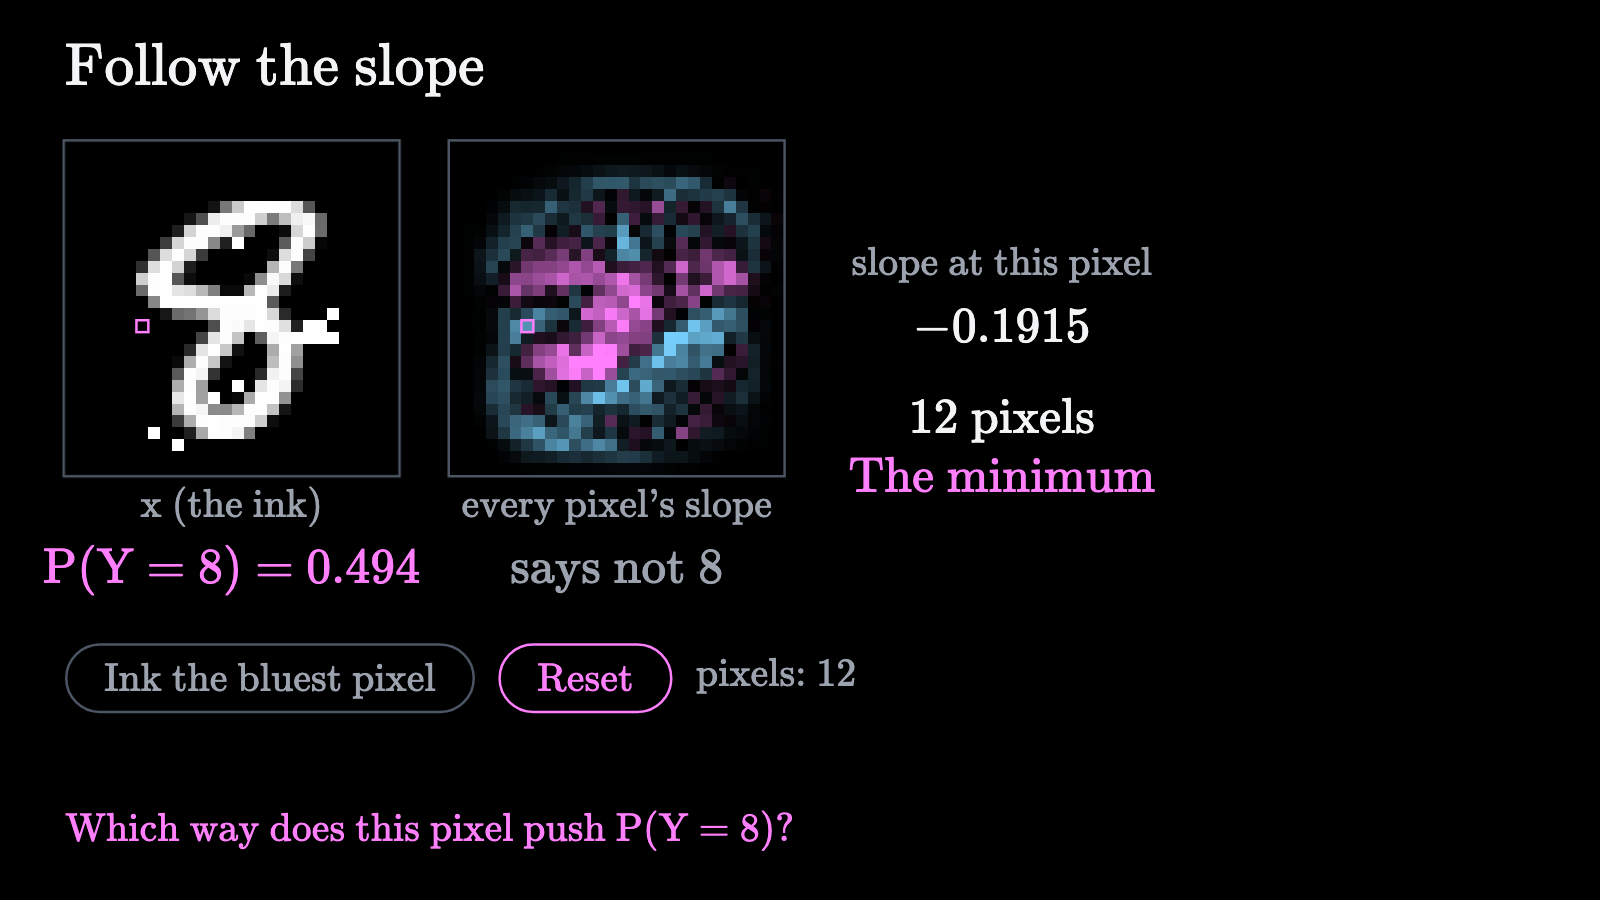 Follow the slope
slope at this pixel
−0.1915
12 pixels
The minimum
x (the ink)
every pixel’s slope
P(Y = 8) = 0.494
says not 8
Ink the bluest pixel
Reset
pixels: 12
Which way does this pixel push P(Y = 8)?